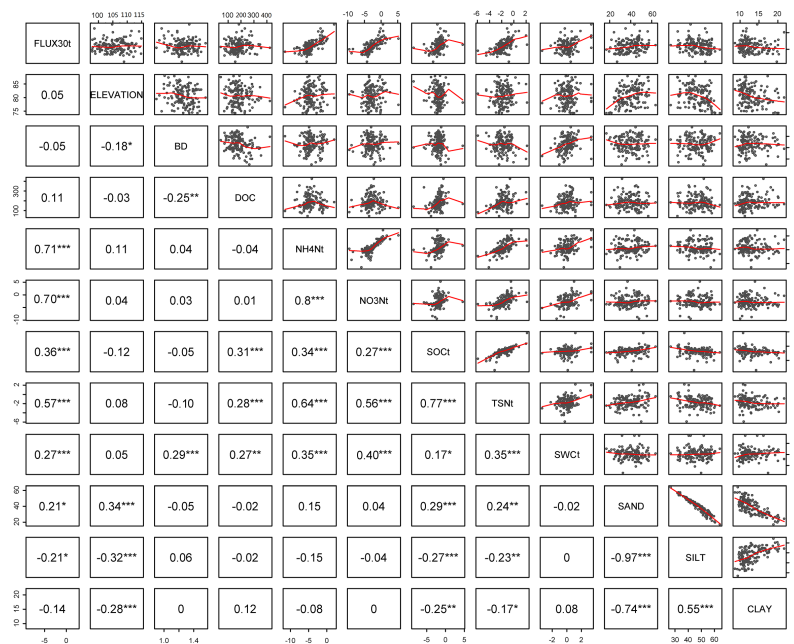 100 105 110 115 100 200 300 400 -10 -5 0 5 -6 -4 -2 0 2 20 40 60 10 15 20
FLUX30t
0.05 ELEVATION 75 80 85
-0.05 -0.18* BD
0.11 -0.03 -0.25** DOC 100 300
0.71*** 0.11 0.04 -0.04 NH4Nt
0.70*** 0.04 0.03 0.01 0.8*** NO3Nt -10 0 5
0.36*** -0.12 -0.05 0.31*** 0.34*** 0.27*** SOCt
0.57*** 0.08 -0.10 0.28*** 0.64*** 0.56*** 0.77*** TSNt -6 -2 2
0.27*** 0.05 0.29*** 0.27** 0.35*** 0.40*** 0.17* 0.35*** SWCt
20 40 60 0.21* 0.34*** -0.05 -0.02 0.15 0.04 0.29*** 0.24** -0.02 SAND
-0.21* -0.32*** 0.06 -0.02 -0.15 -0.04 -0.27*** -0.23** 0 -0.97*** SILT
10 15 20 -0.14 -0.28*** 0 0.12 -0.08 0 -0.25** -0.17* 0.08 -0.74*** 0.55*** CLAY
-5 0 1.0 1.4 -10 -5 0 -5 0 5 -2 0 2 30 40 50 60